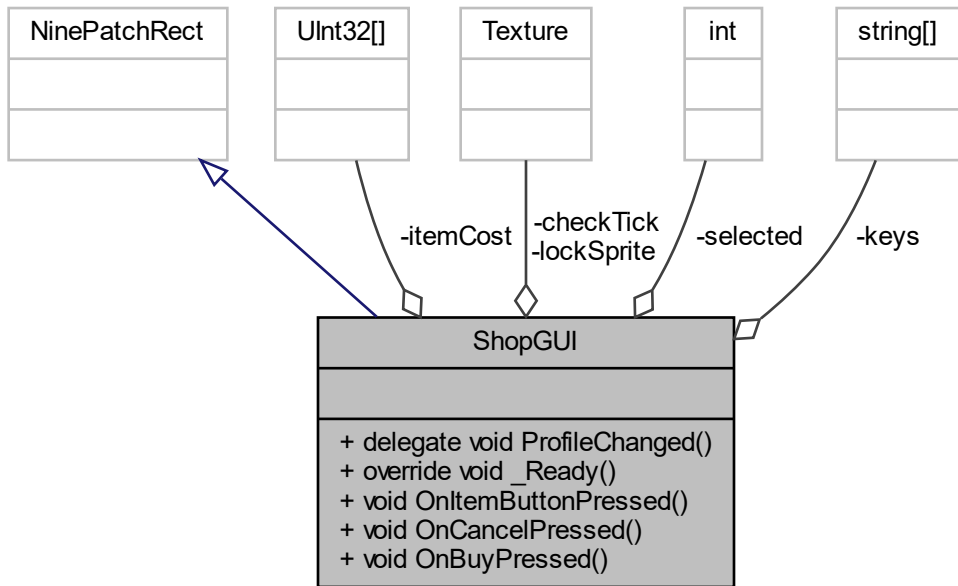 NinePatchRect
UInt32[]
Texture
int
string[]
-itemCost
-checkTick
-lockSprite
-selected
-keys
ShopGUI
+ delegate void ProfileChanged()
+ override void _Ready()
+ void OnItemButtonPressed()
+ void OnCancelPressed()
+ void OnBuyPressed()